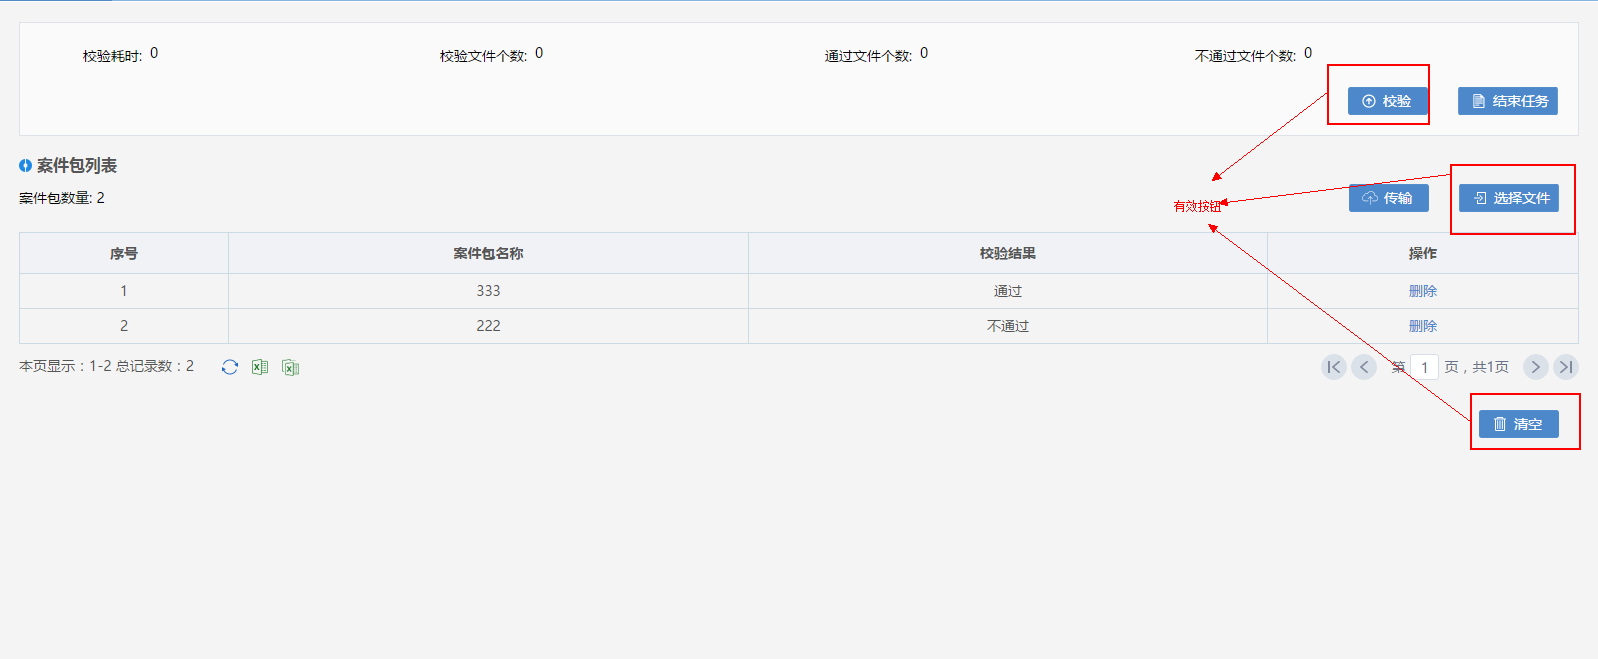 校验耗时: 0 校验文件个数: 0 通过文件个数: 0 不通过文件个数: 0
校验 结束任务
案件包列表
案件包数量: 2
有效按钮
传输 选择文件
序号 案件包名称 校验结果 操作
1 333 通过 删除
2 222 不通过 删除
本页显示：1-2 总记录数：2 第 1 页，共1页
清空